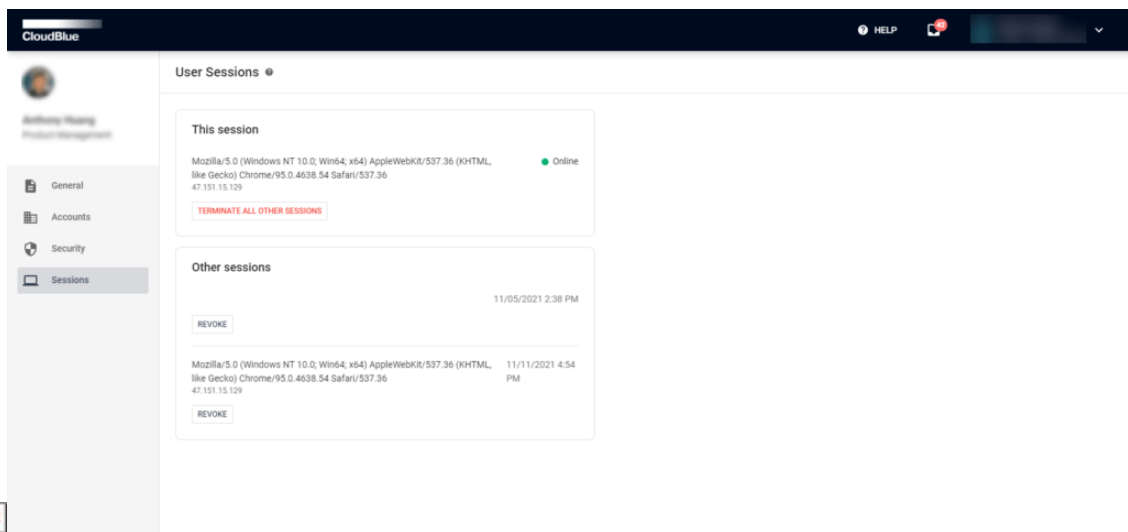 CloudBlue
HELP
42
User Sessions
General
Accounts
Security
Sessions
This session
Mozilla/5.0 (Windows NT 10.0; Win64; x64) AppleWebKit/537.36 (KHTML,
like Gecko) Chrome/95.0.4638.54 Safari/537.36
47.151.15.129
Online
TERMINATE ALL OTHER SESSIONS
Other sessions
11/05/2021 2:38 PM
REVOKE
Mozilla/5.0 (Windows NT 10.0; Win64; x64) AppleWebKit/537.36 (KHTML,
like Gecko) Chrome/95.0.4638.54 Safari/537.36
47.151.15.129
11/11/2021 4:54
PM
REVOKE